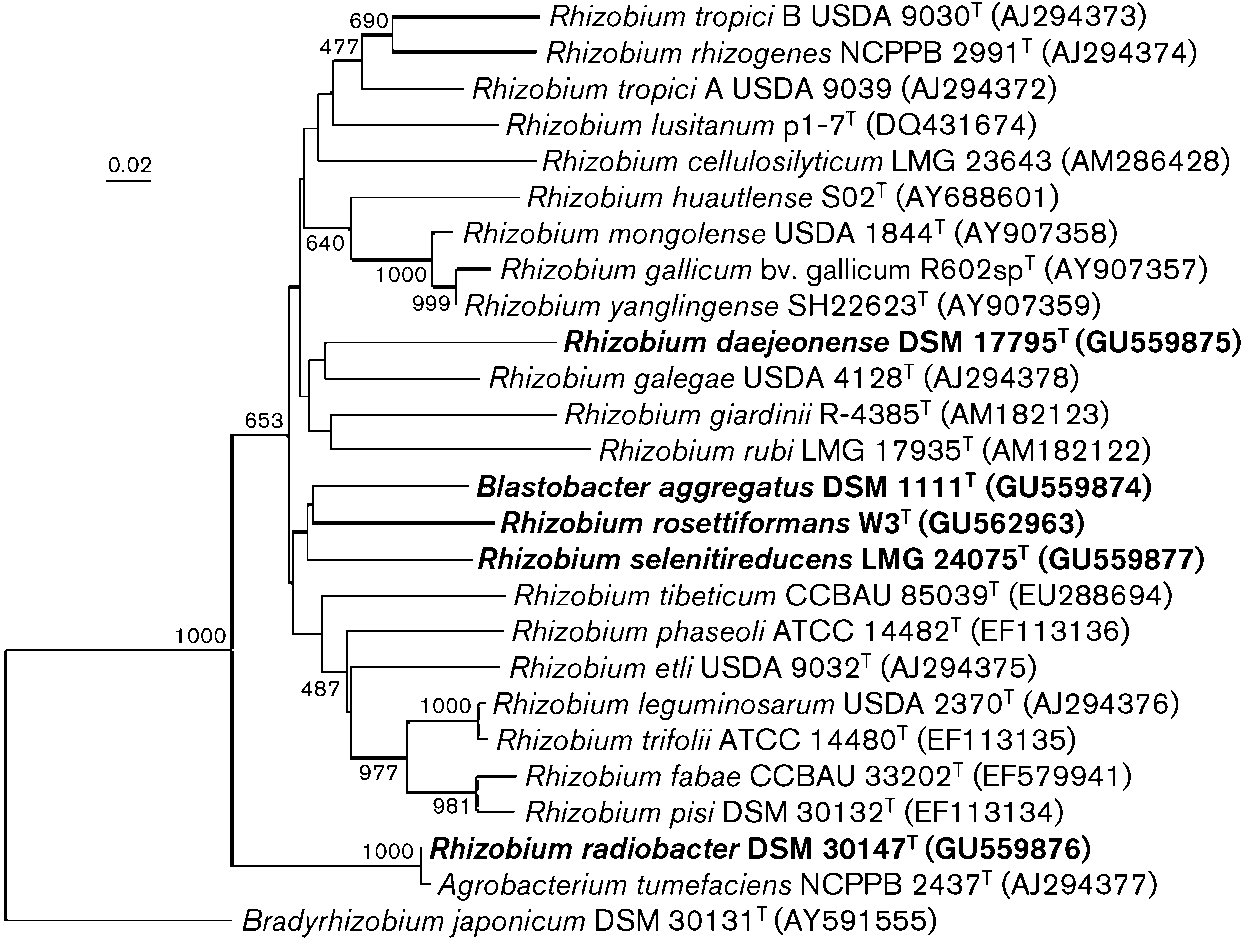 690
Rhizobium tropici B USDA 9030T (AJ294373)
477
Rhizobium rhizogenes NCPPB 2991T (AJ294374)
Rhizobium tropici A USDA 9039 (AJ294372)
Rhizobium lusitanum p1-7T (DQ431674)
0.02
Rhizobium cellulosilyticum LMG 23643 (AM286428)
Rhizobium huautlense S02T (AY688601)
640
Rhizobium mongolense USDA 1844T (AY907358)
1000
Rhizobium gallicum bv. gallicum R602spT (AY907357)
999
Rhizobium yanglingense SH22623T (AY907359)
Rhizobium daejeonense DSM 17795T (GU559875)
Rhizobium galegae USDA 4128T (AJ294378)
653
Rhizobium giardinii R-4385T (AM182123)
Rhizobium rubi LMG 17935T (AM182122)
Blastobacter aggregatus DSM 1111T (GU559874)
Rhizobium rosettiformans W3T (GU562963)
Rhizobium selenitireducens LMG 24075T (GU559877)
Rhizobium tibeticum CCBAU 85039T (EU288694)
1000
Rhizobium phaseoli ATCC 14482T (EF113136)
Rhizobium etli USDA 9032T (AJ294375)
487
1000
Rhizobium leguminosarum USDA 2370T (AJ294376)
Rhizobium trifolii ATCC 14480T (EF113135)
977
Rhizobium fabae CCBAU 33202T (EF579941)
981
Rhizobium pisi DSM 30132T (EF113134)
1000
Rhizobium radiobacter DSM 30147T (GU559876)
Agrobacterium tumefaciens NCPPB 2437T (AJ294377)
Bradyrhizobium japonicum DSM 30131T (AY591555)